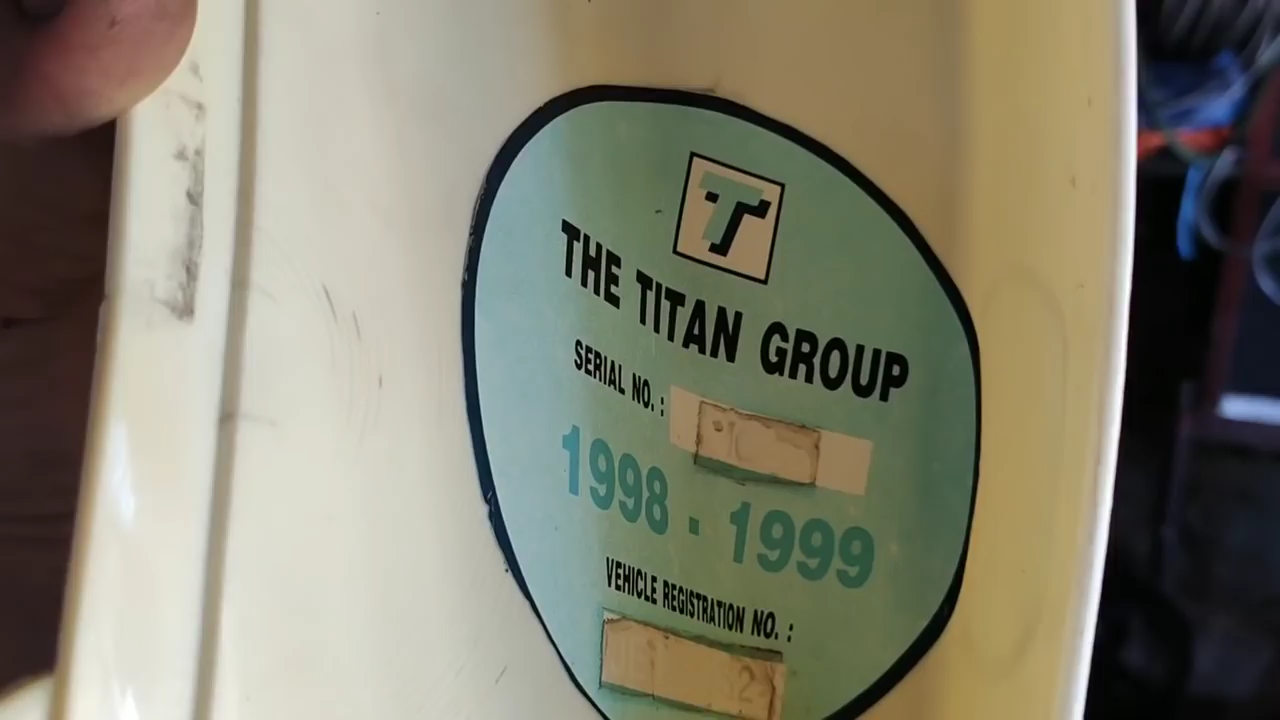 T
THE TITAN GROUP
SERIAL NO. :
1998 - 1999
VEHICLE REGISTRATION NO. :